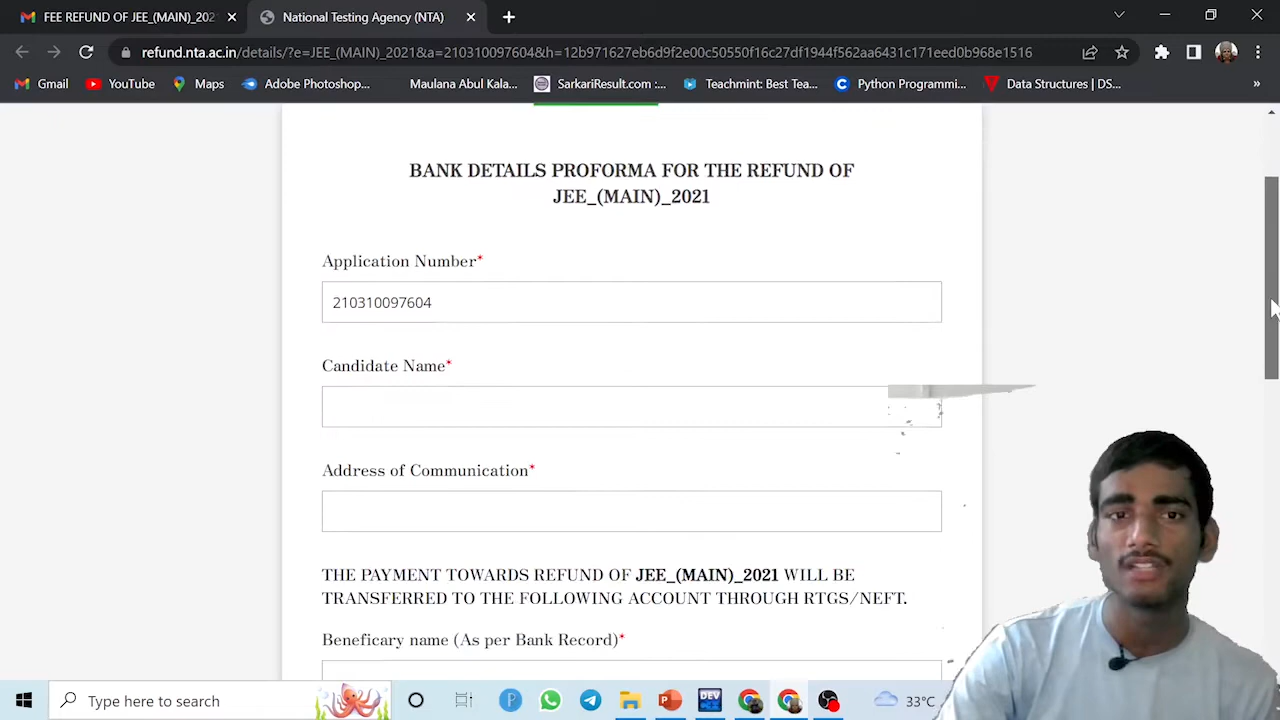 FEE REFUND OF JEE_(MAIN)_202
National Testing Agency (NTA)
refund.nta.ac.in/details/?e=JEE_(MAIN)_2021&a=210310097604&h=12b971627eb6d9f2e00c50550f16c27df1944f562aa6431c171eed0b968e1516
Gmail YouTube Maps Adobe Photoshop... Maulana Abul Kala... SarkariResult.com :... Teachmint: Best Tea... Python Programmi... Data Structures | DS... »
BANK DETAILS PROFORMA FOR THE REFUND OF
JEE_(MAIN)_2021
Application Number*
210310097604
Candidate Name*
Address of Communication*
THE PAYMENT TOWARDS REFUND OF JEE_(MAIN)_2021 WILL BE
TRANSFERRED TO THE FOLLOWING ACCOUNT THROUGH RTGS/NEFT.
Beneficary name (As per Bank Record)*
Type here to search
DEV
33°C